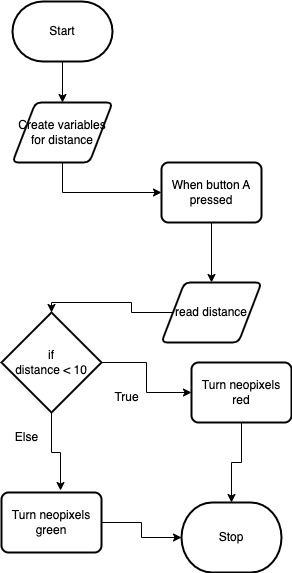 Start
Create variables
for distance
When button A
pressed
read distance
if
distance < 10
True
Turn neopixels
red
Else
Turn neopixels
green
Stop